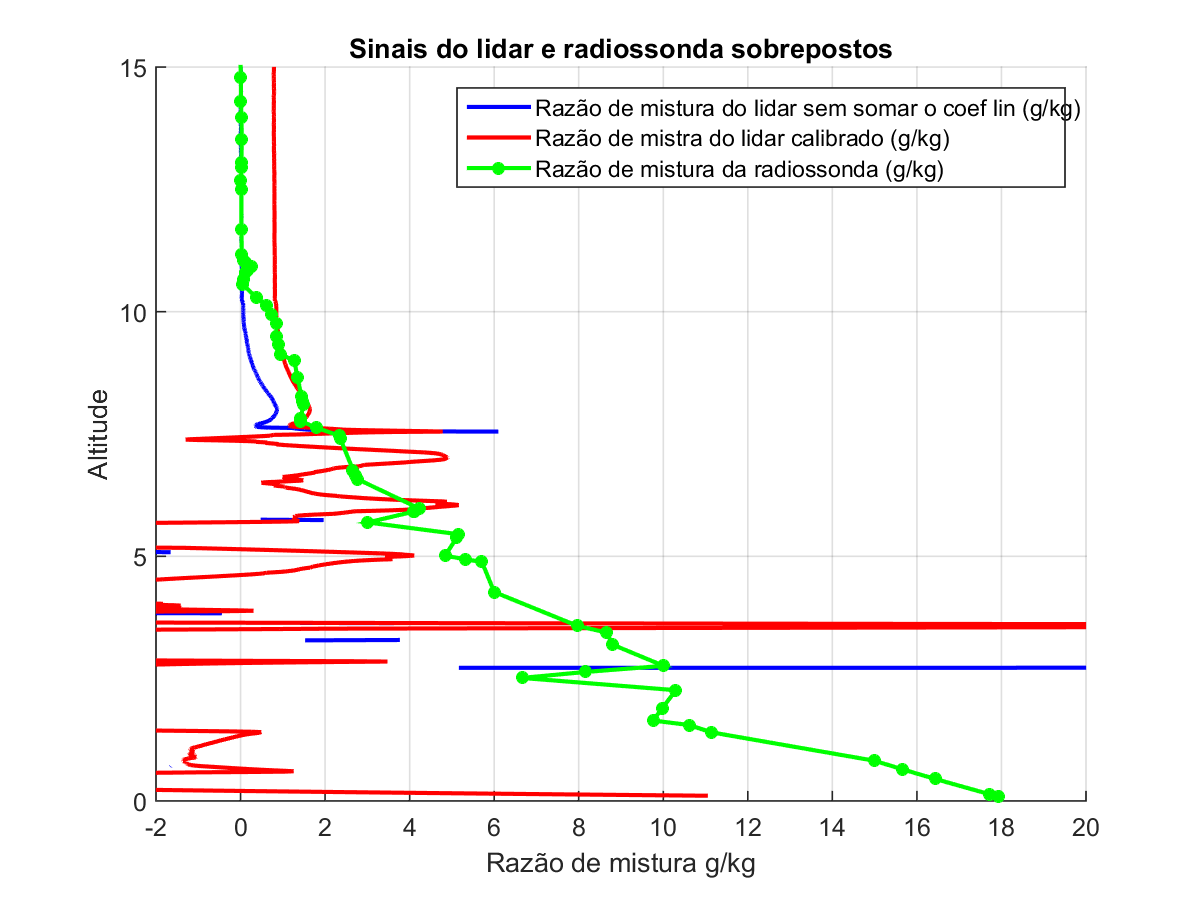 Sinais do lidar e radiossonda sobrepostos
Razão de mistura do lidar sem somar o coef lin (g/kg)
Razão de mistra do lidar calibrado (g/kg)
Razão de mistura da radiossonda (g/kg)
15
10
5
0
Altitude
-2 0 2 4 6 8 10 12 14 16 18 20
Razão de mistura g/kg